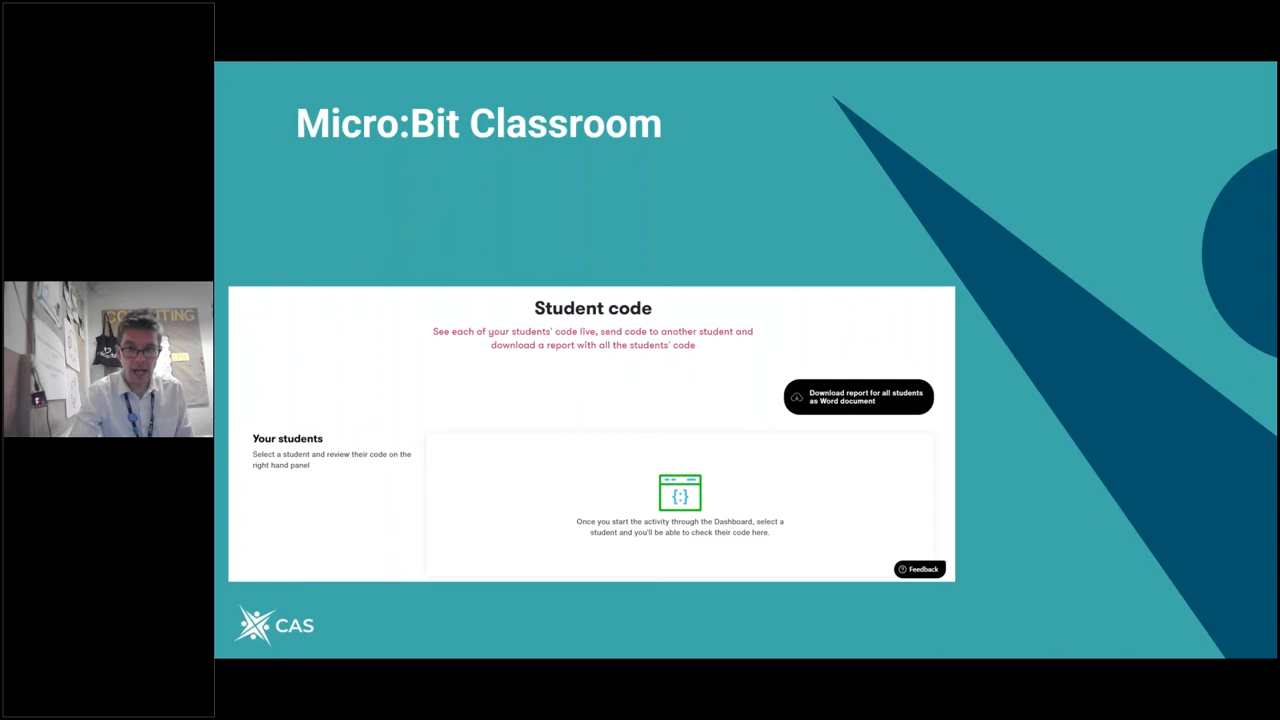 Micro:Bit Classroom
Student code
See each of your students' code live, send code to another student and
download a report with all the students' code
Download report for all students
as Word document
Your students
Select a student and review their code on the
right hand panel
{:}
Once you start the activity through the Dashboard, select a
student and you'll be able to check their code here.
Feedback
COMPUTING
CAS